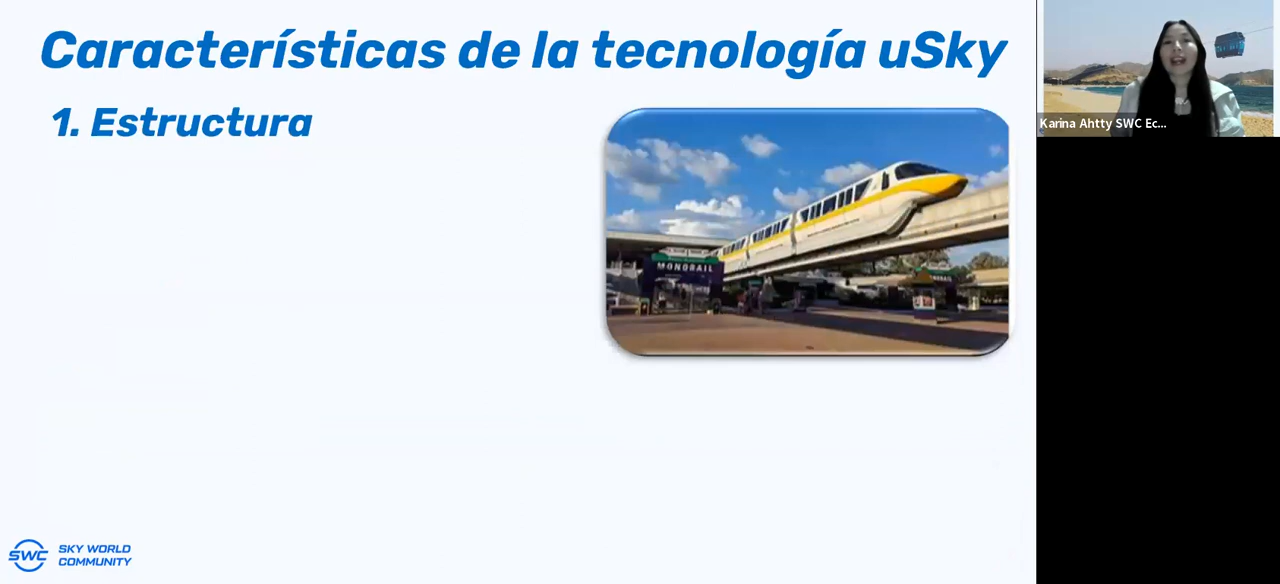 Características de la tecnología uSky
1. Estructura
MONORAIL
Karina Ahtty SWC Ec...
SWC
SKY WORLD
COMMUNITY